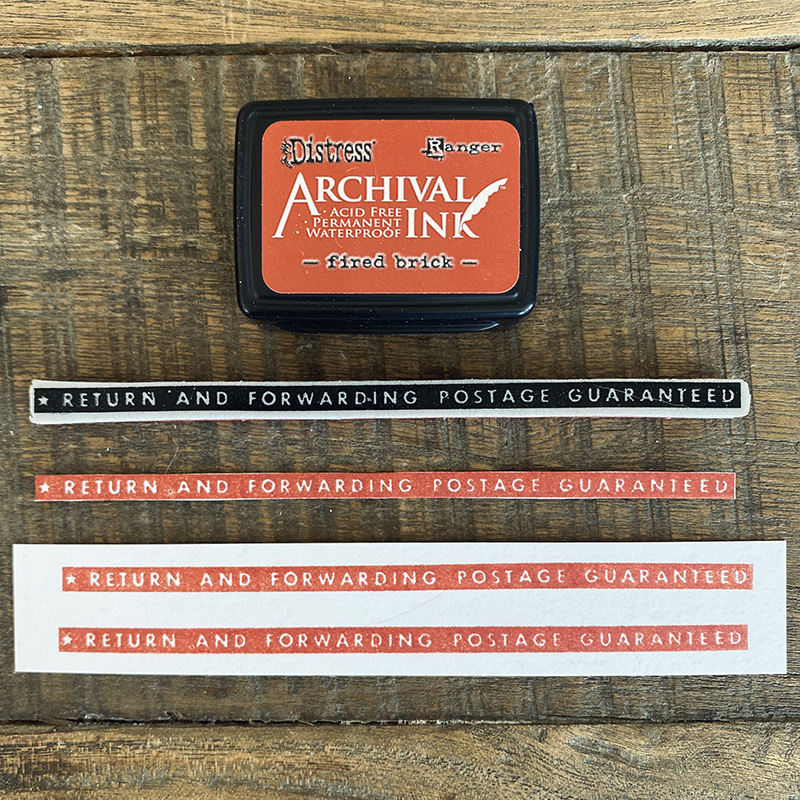 Distress Ranger
ARCHIVAL INK™
ACID FREE
PERMANENT
WATERPROOF
— fired brick —
★ RETURN AND FORWARDING POSTAGE GUARANTEED
★ RETURN AND FORWARDING POSTAGE GUARANTEED
★ RETURN AND FORWARDING POSTAGE GUARANTEED
★ RETURN AND FORWARDING POSTAGE GUARANTEED